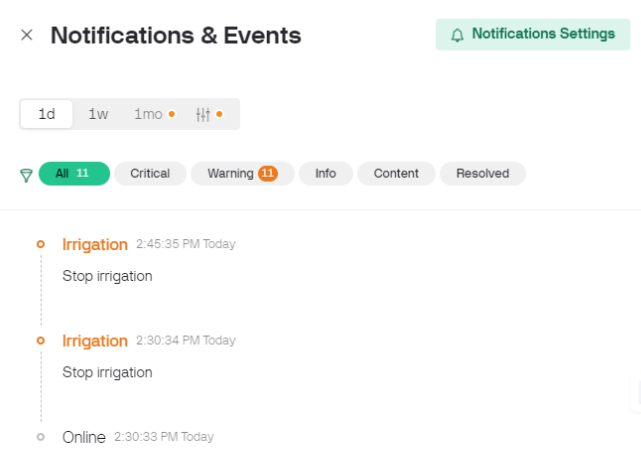 Notifications & Events
Notifications Settings
1d 1w 1mo
All 11 Critical Warning 11 Info Content Resolved
Irrigation 2:45:35 PM Today
Stop irrigation
Irrigation 2:30:34 PM Today
Stop irrigation
Online 2:30:33 PM Today